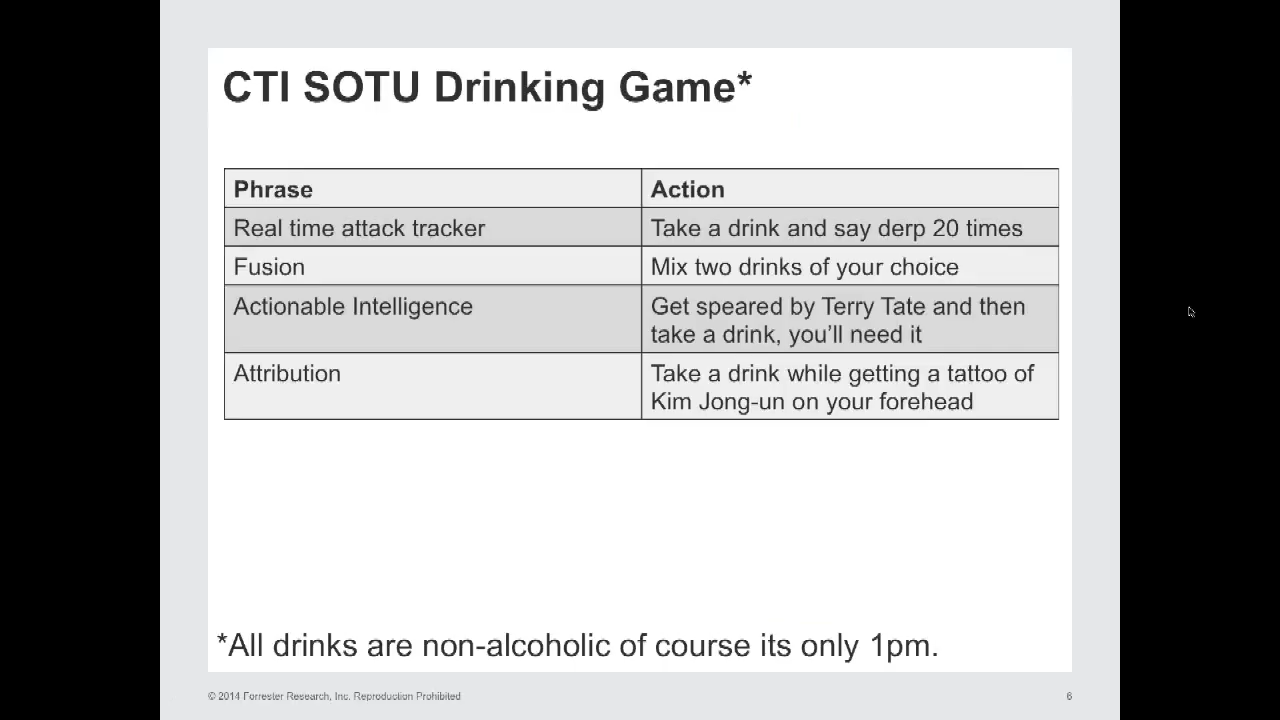 CTI SOTU Drinking Game*
Phrase Action
Real time attack tracker Take a drink and say derp 20 times
Fusion Mix two drinks of your choice
Actionable Intelligence Get speared by Terry Tate and then
take a drink, you’ll need it
Attribution Take a drink while getting a tattoo of
Kim Jong-un on your forehead
*All drinks are non-alcoholic of course its only 1pm.
© 2014 Forrester Research, Inc. Reproduction Prohibited 6